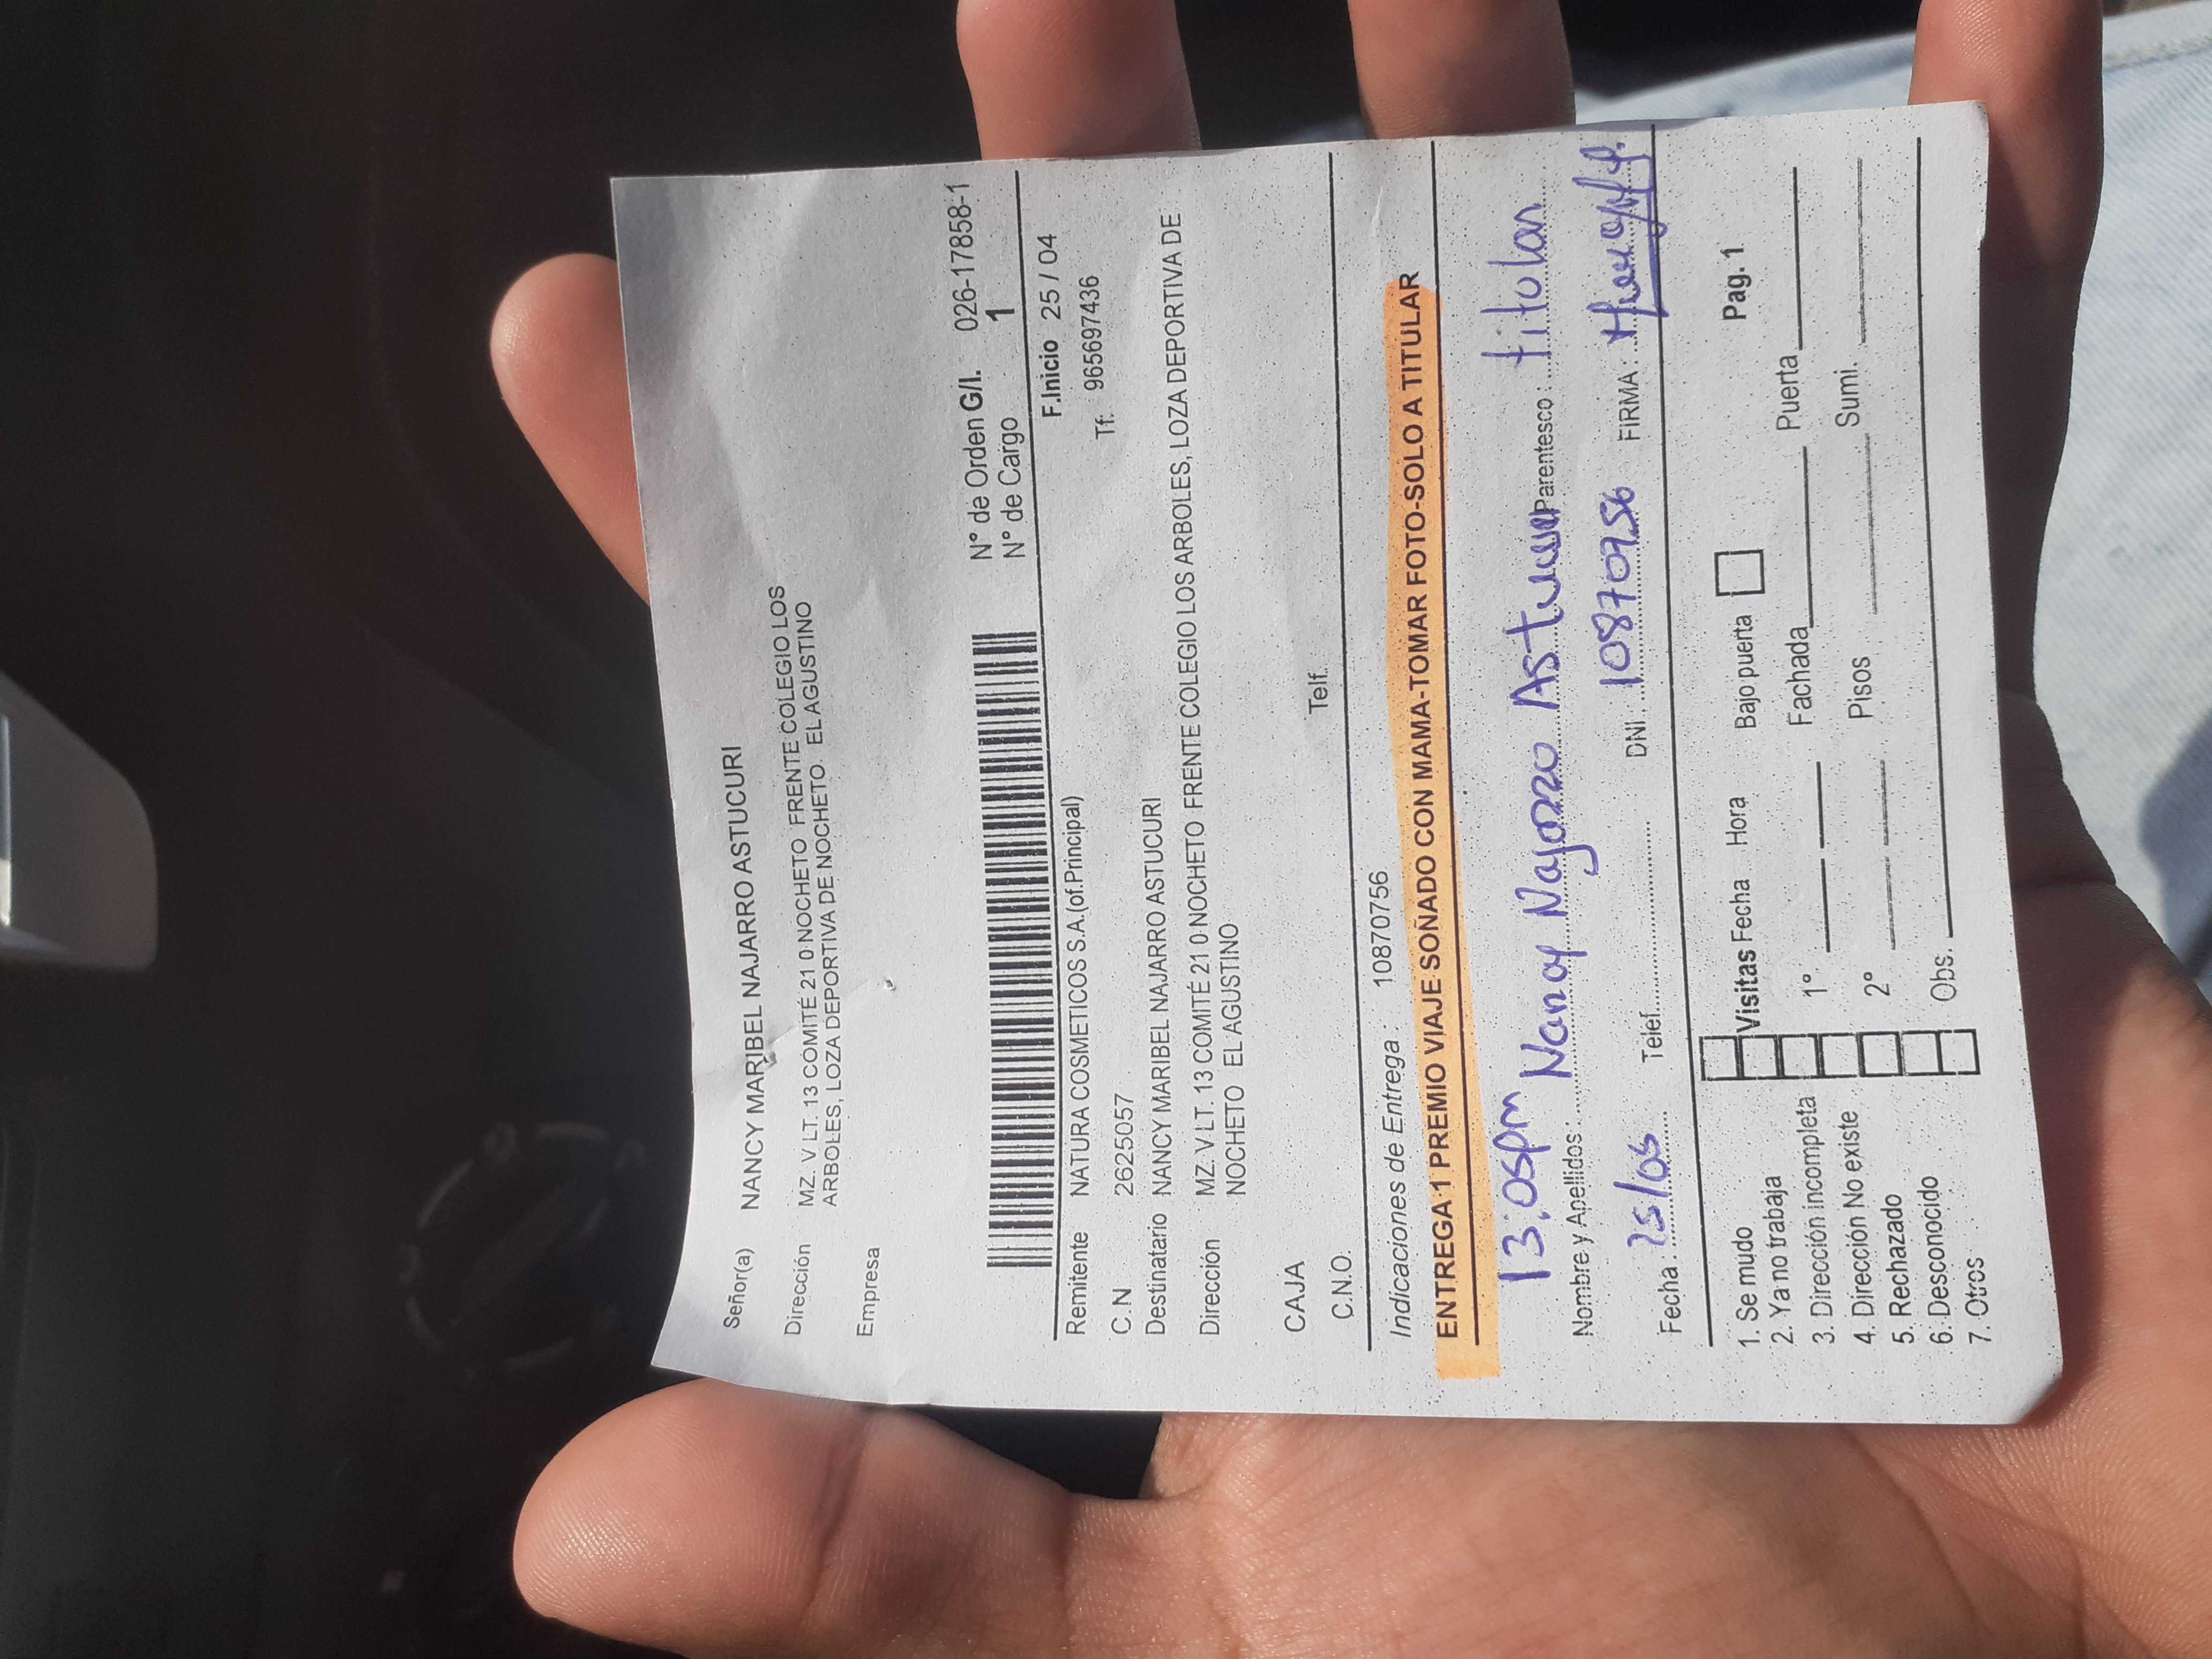 Señor(a) NANCY MARIBEL NAJARRO ASTUCURI
Dirección MZ. V LT. 13 COMITÉ 21 0 NOCHETO FRENTE COLEGIO LOS
ARBOLES, LOZA DEPORTIVA DE NOCHETO EL AGUSTINO
Empresa
N° de Orden G/I. 026-17858-1
N° de Cargo 1
F.Inicio 25 / 04
Remitente NATURA COSMETICOS S.A.(of.Principal)
Tf: 965697436
C.N 2625057
Destinatario NANCY MARIBEL NAJARRO ASTUCURI
Dirección MZ. V LT. 13 COMITÉ 21 0 NOCHETO FRENTE COLEGIO LOS ARBOLES, LOZA DEPORTIVA DE
NOCHETO EL AGUSTINO
CAJA Telf.
C.N.O.
Indicaciones de Entrega : 10870756
ENTREGA 1 PREMIO VIAJE SOÑADO CON MAMA-TOMAR FOTO-SOLO A TITULAR
13:05pm
Nombre y Apellidos: Nancy Najarro Parentesco : titular
Fecha : 25/05 Telef. DNI : 10870756 FIRMA :
1. Se mudo Visitas Fecha Hora Bajo puerta Pag. 1
2. Ya no trabaja
3. Dirección incompleta 1° Fachada Puerta
4. Dirección No existe
5. Rechazado 2° Pisos Sumi.
6. Desconocido
7. Otros Obs.